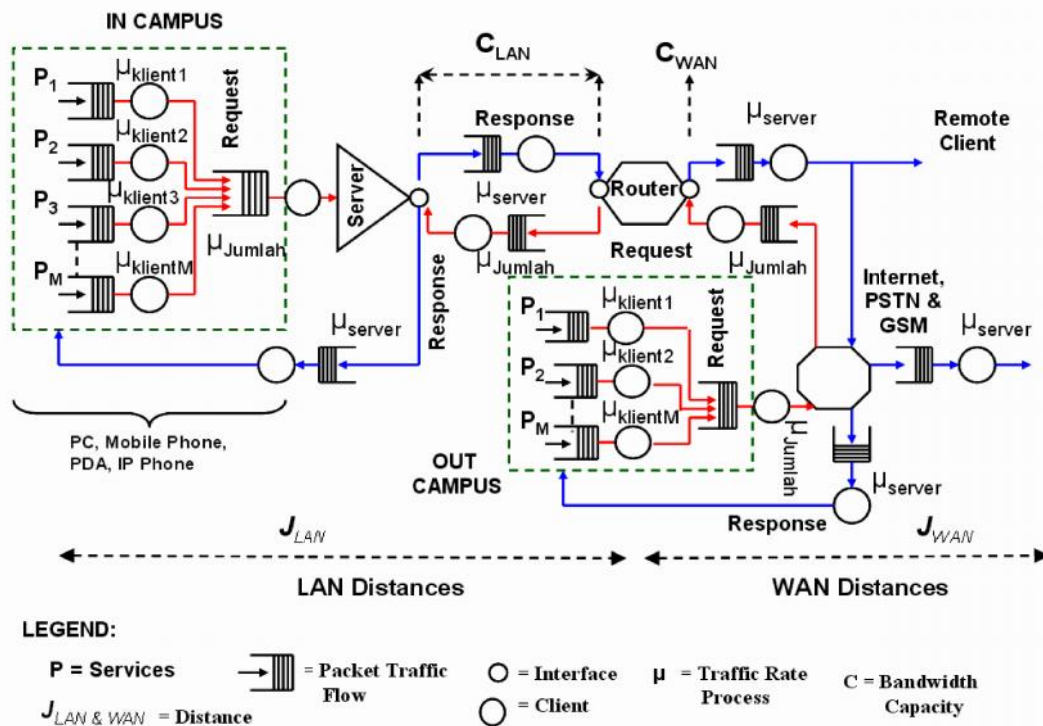 IN CAMPUS
P1
μklient1
P2
μklient2
P3
μklient3
PM
μklientM
Request
μJumlah
Server
CLAN
Response
μserver
μJumlah
Response
μserver
Router
CWAN
μserver
Remote
Client
Request
μJumlah
Internet,
PSTN &
GSM
μserver
P1
μklient1
P2
μklient2
PM
μklientM
Request
μJumlah
μserver
Response
OUT
CAMPUS
PC, Mobile Phone,
PDA, IP Phone
JLAN
JWAN
LAN Distances
WAN Distances
LEGEND:
P = Services
= Packet Traffic
Flow
= Interface
= Client
μ = Traffic Rate
Process
C = Bandwidth
Capacity
JLAN & WAN = Distance